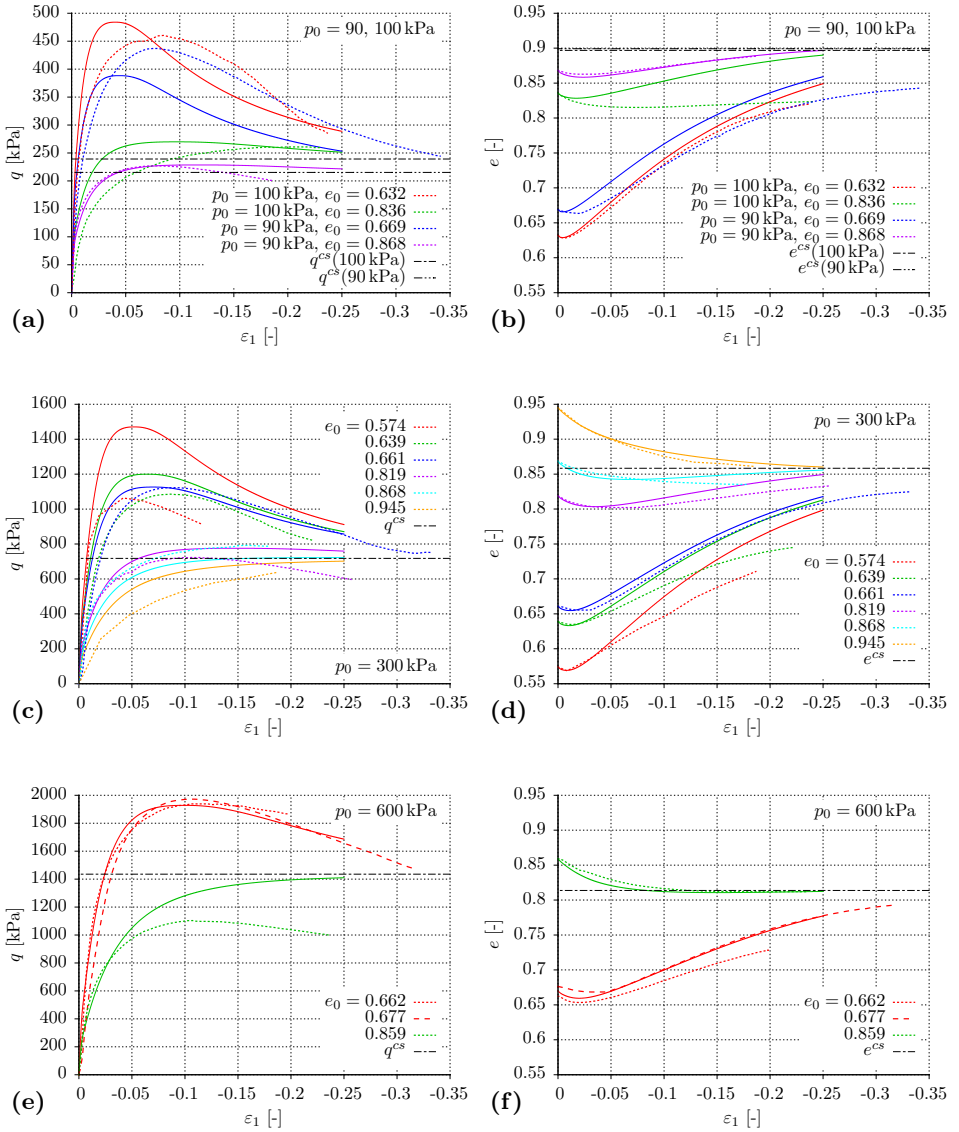 p0 = 90, 100 kPa
500
450
400
350
300
250
200
150
100
50
0
q [kPa]
p0 = 100 kPa, e0 = 0.632
p0 = 100 kPa, e0 = 0.836
p0 = 90 kPa, e0 = 0.669
p0 = 90 kPa, e0 = 0.868
q^cs(100 kPa)
q^cs(90 kPa)
0 -0.05 -0.1 -0.15 -0.2 -0.25 -0.3 -0.35
ε1 [-]
(a)
p0 = 90, 100 kPa
0.95
0.9
0.85
0.8
0.75
0.7
0.65
0.6
0.55
e [-]
p0 = 100 kPa, e0 = 0.632
p0 = 100 kPa, e0 = 0.836
p0 = 90 kPa, e0 = 0.669
p0 = 90 kPa, e0 = 0.868
e^cs(100 kPa)
e^cs(90 kPa)
0 -0.05 -0.1 -0.15 -0.2 -0.25 -0.3 -0.35
ε1 [-]
(b)
1600
1400
1200
1000
800
600
400
200
0
q [kPa]
e0 = 0.574
0.639
0.661
0.819
0.868
0.945
q^cs
p0 = 300 kPa
0 -0.05 -0.1 -0.15 -0.2 -0.25 -0.3 -0.35
ε1 [-]
(c)
p0 = 300 kPa
0.95
0.9
0.85
0.8
0.75
0.7
0.65
0.6
0.55
e [-]
e0 = 0.574
0.639
0.661
0.819
0.868
0.945
e^cs
0 -0.05 -0.1 -0.15 -0.2 -0.25 -0.3 -0.35
ε1 [-]
(d)
p0 = 600 kPa
2000
1800
1600
1400
1200
1000
800
600
400
200
0
q [kPa]
e0 = 0.662
0.677
0.859
q^cs
0 -0.05 -0.1 -0.15 -0.2 -0.25 -0.3 -0.35
ε1 [-]
(e)
p0 = 600 kPa
0.95
0.9
0.85
0.8
0.75
0.7
0.65
0.6
0.55
e [-]
e0 = 0.662
0.677
0.859
e^cs
0 -0.05 -0.1 -0.15 -0.2 -0.25 -0.3 -0.35
ε1 [-]
(f)